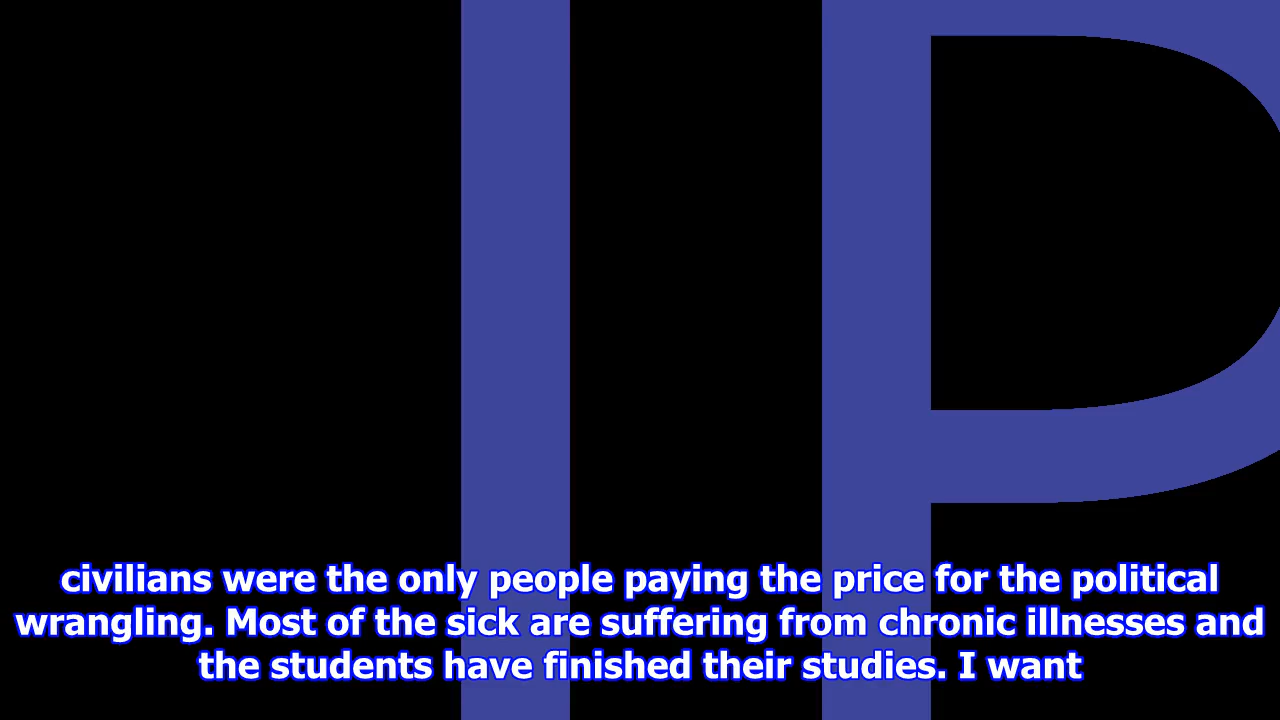 IP
civilians were the only people paying the price for the political
wrangling. Most of the sick are suffering from chronic illnesses and
the students have finished their studies. I want